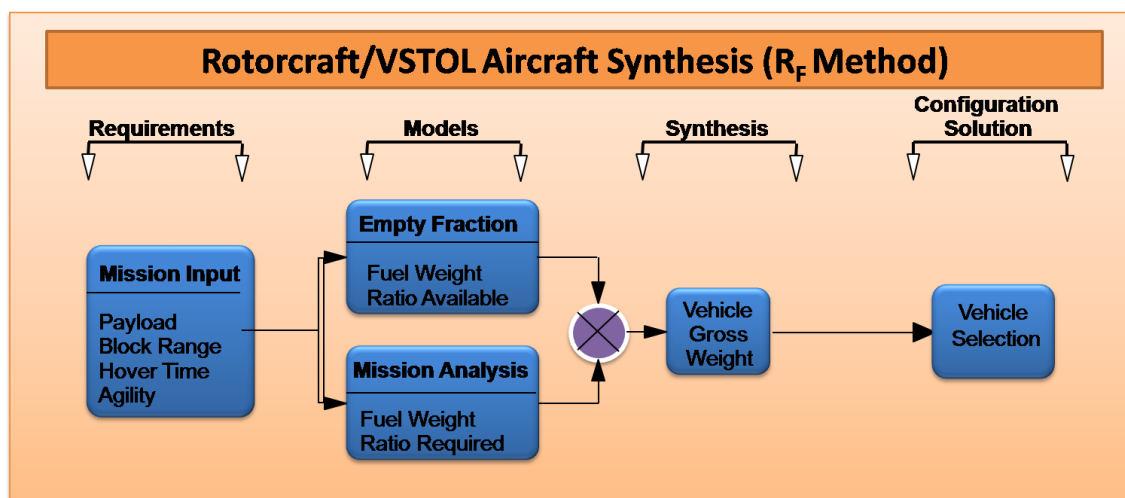 Rotorcraft/VSTOL Aircraft Synthesis (RF Method)
Requirements
Models
Synthesis
Configuration
Solution
Mission Input
Payload
Block Range
Hover Time
Agility
Empty Fraction
Fuel Weight
Ratio Available
Mission Analysis
Fuel Weight
Ratio Required
Vehicle
Gross
Weight
Vehicle
Selection